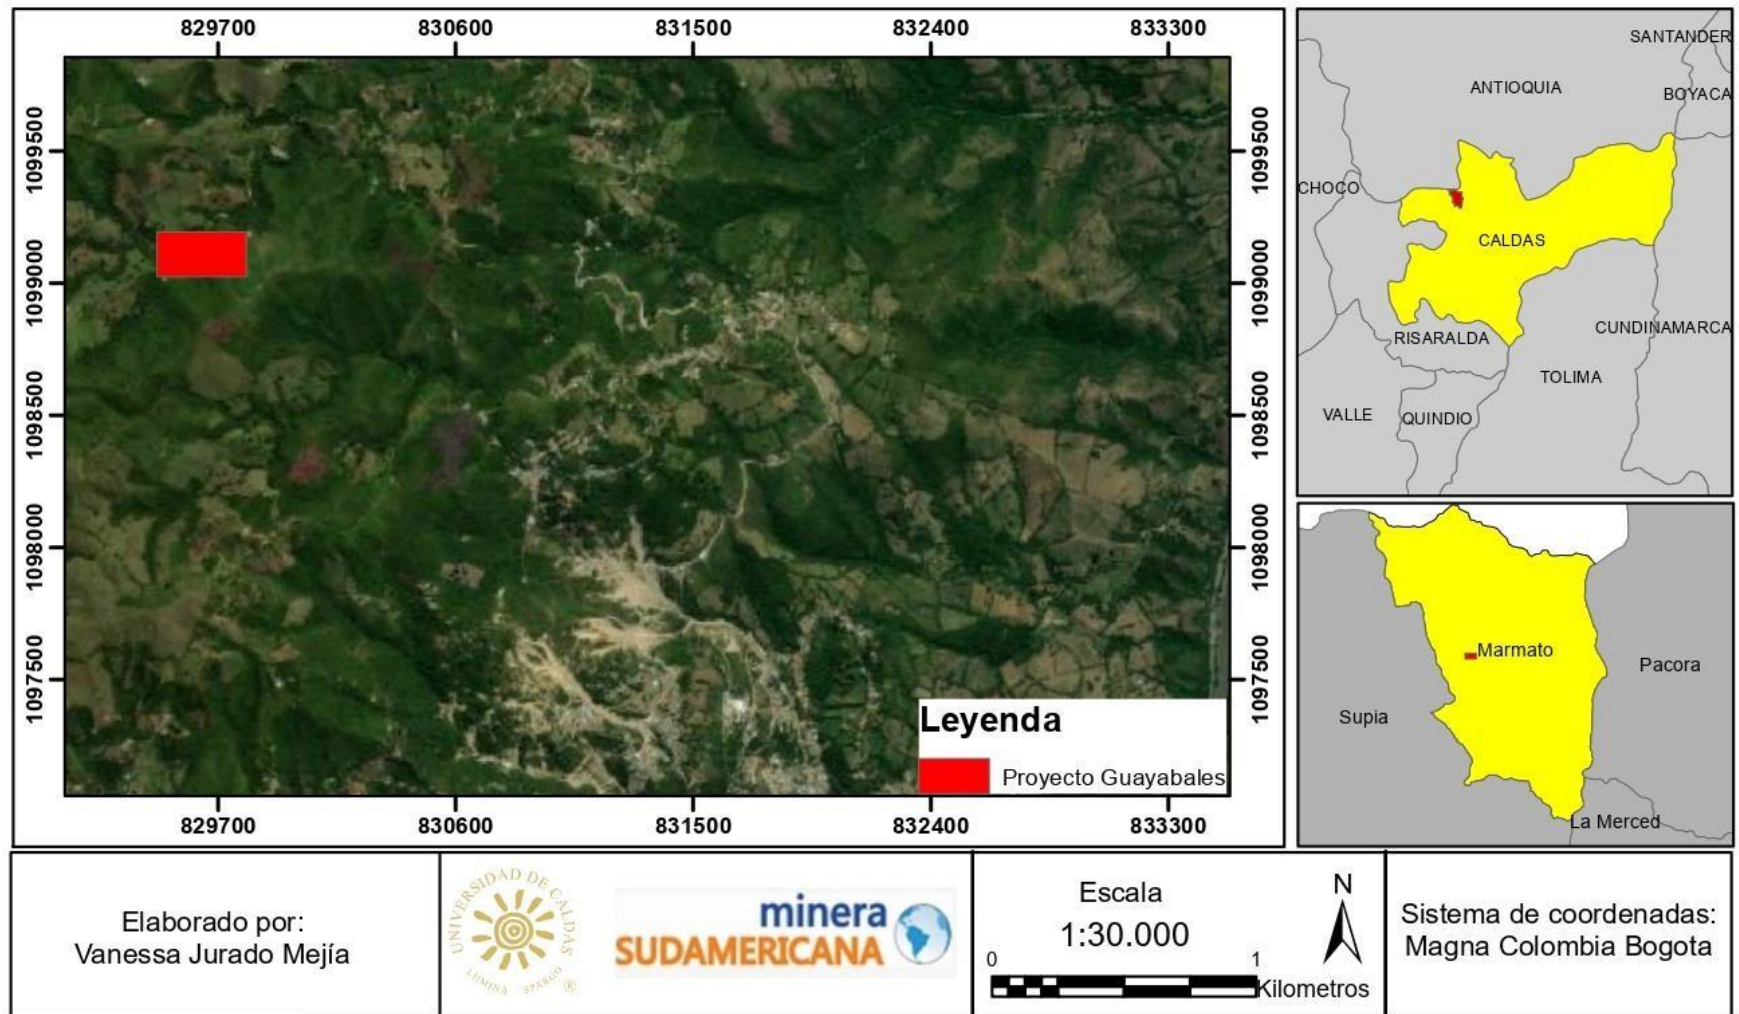 829700 830600 831500 832400 833300
1099500
1099000
1098500
1098000
1097500
1099500
1099000
1098500
1098000
1097500
Leyenda
Proyecto Guayabales
829700 830600 831500 832400 833300
SANTANDER
ANTIOQUIA
BOYACA
CHOCO
CALDAS
RISARALDA
CUNDINAMARCA
TOLIMA
VALLE
QUINDIO
Marmato
Pacora
Supia
La Merced
Elaborado por:
Vanessa Jurado Mejía
UNIVERSIDAD DE CALDAS
LUMINA SPARGO
®
minera
SUDAMERICANA
Escala
1:30.000
0 1
Kilometros
N
Sistema de coordenadas:
Magna Colombia Bogota